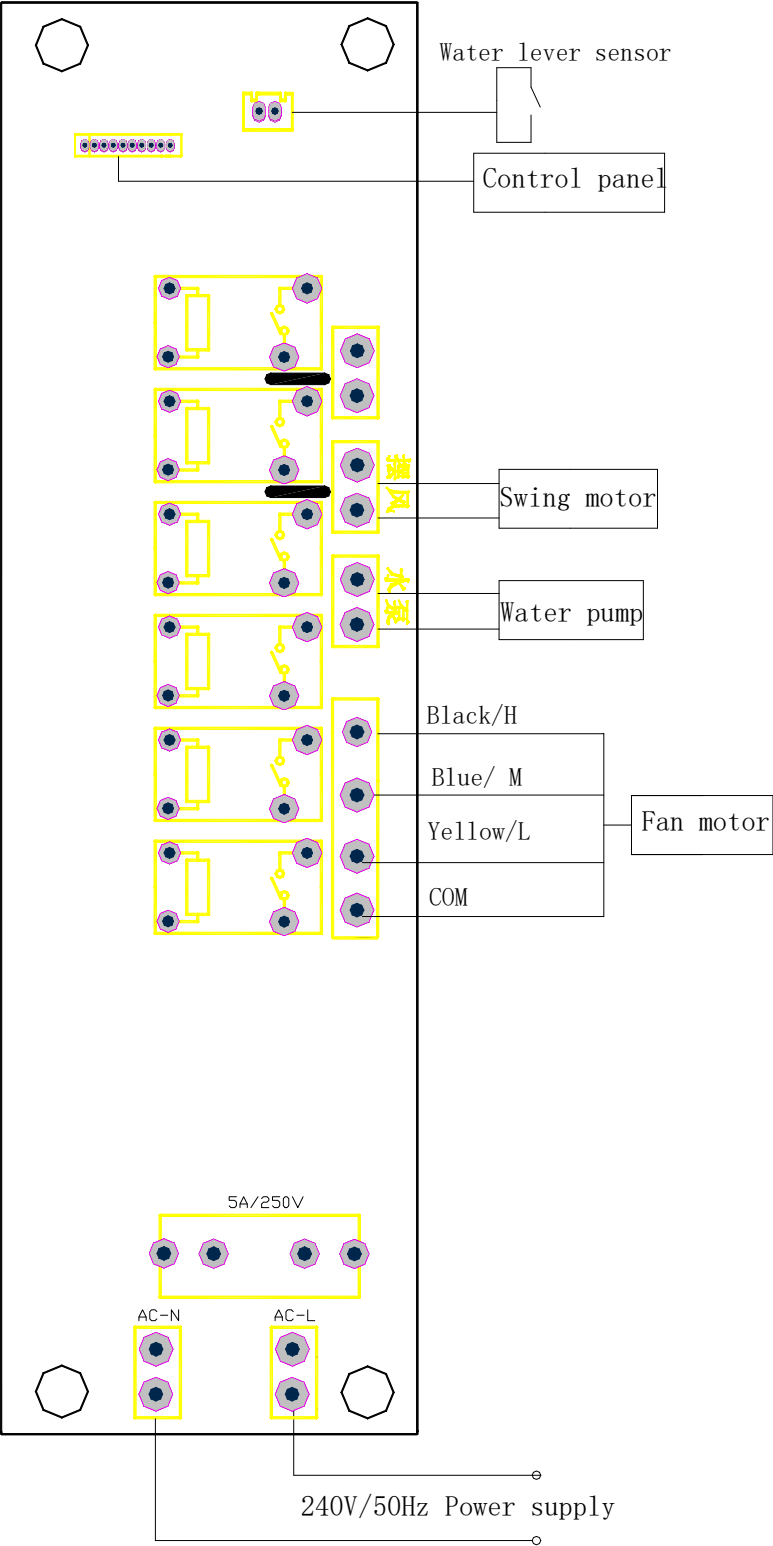 Water lever sensor
Control panel
摆风
Swing motor
水泵
Water pump
Black/H
Blue/ M
Yellow/L
Fan motor
COM
5A/250V
AC-N
AC-L
240V/50Hz Power supply